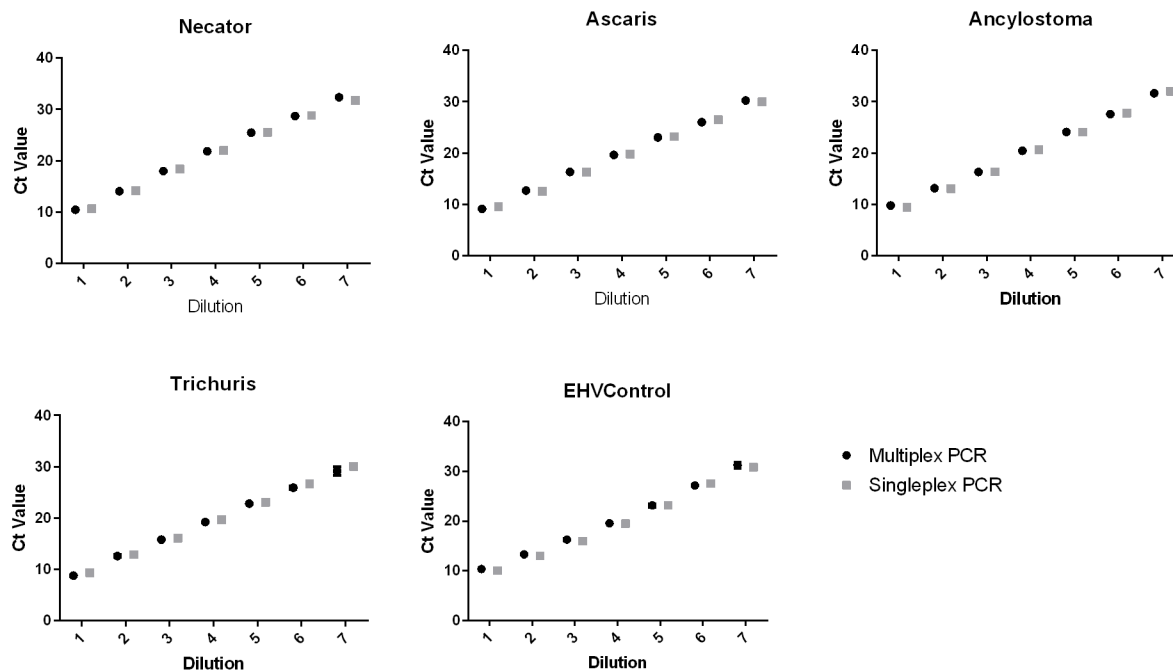 Necator
40
30
20
10
0
Ct Value
1 2 3 4 5 6 7
Dilution
Ascaris
40
30
20
10
0
Ct Value
1 2 3 4 5 6 7
Dilution
Ancylostoma
40
30
20
10
0
Ct Value
1 2 3 4 5 6 7
Dilution
Trichuris
40
30
20
10
0
Ct Value
1 2 3 4 5 6 7
Dilution
EHVControl
40
30
20
10
0
Ct Value
1 2 3 4 5 6 7
Dilution
Multiplex PCR
Singleplex PCR